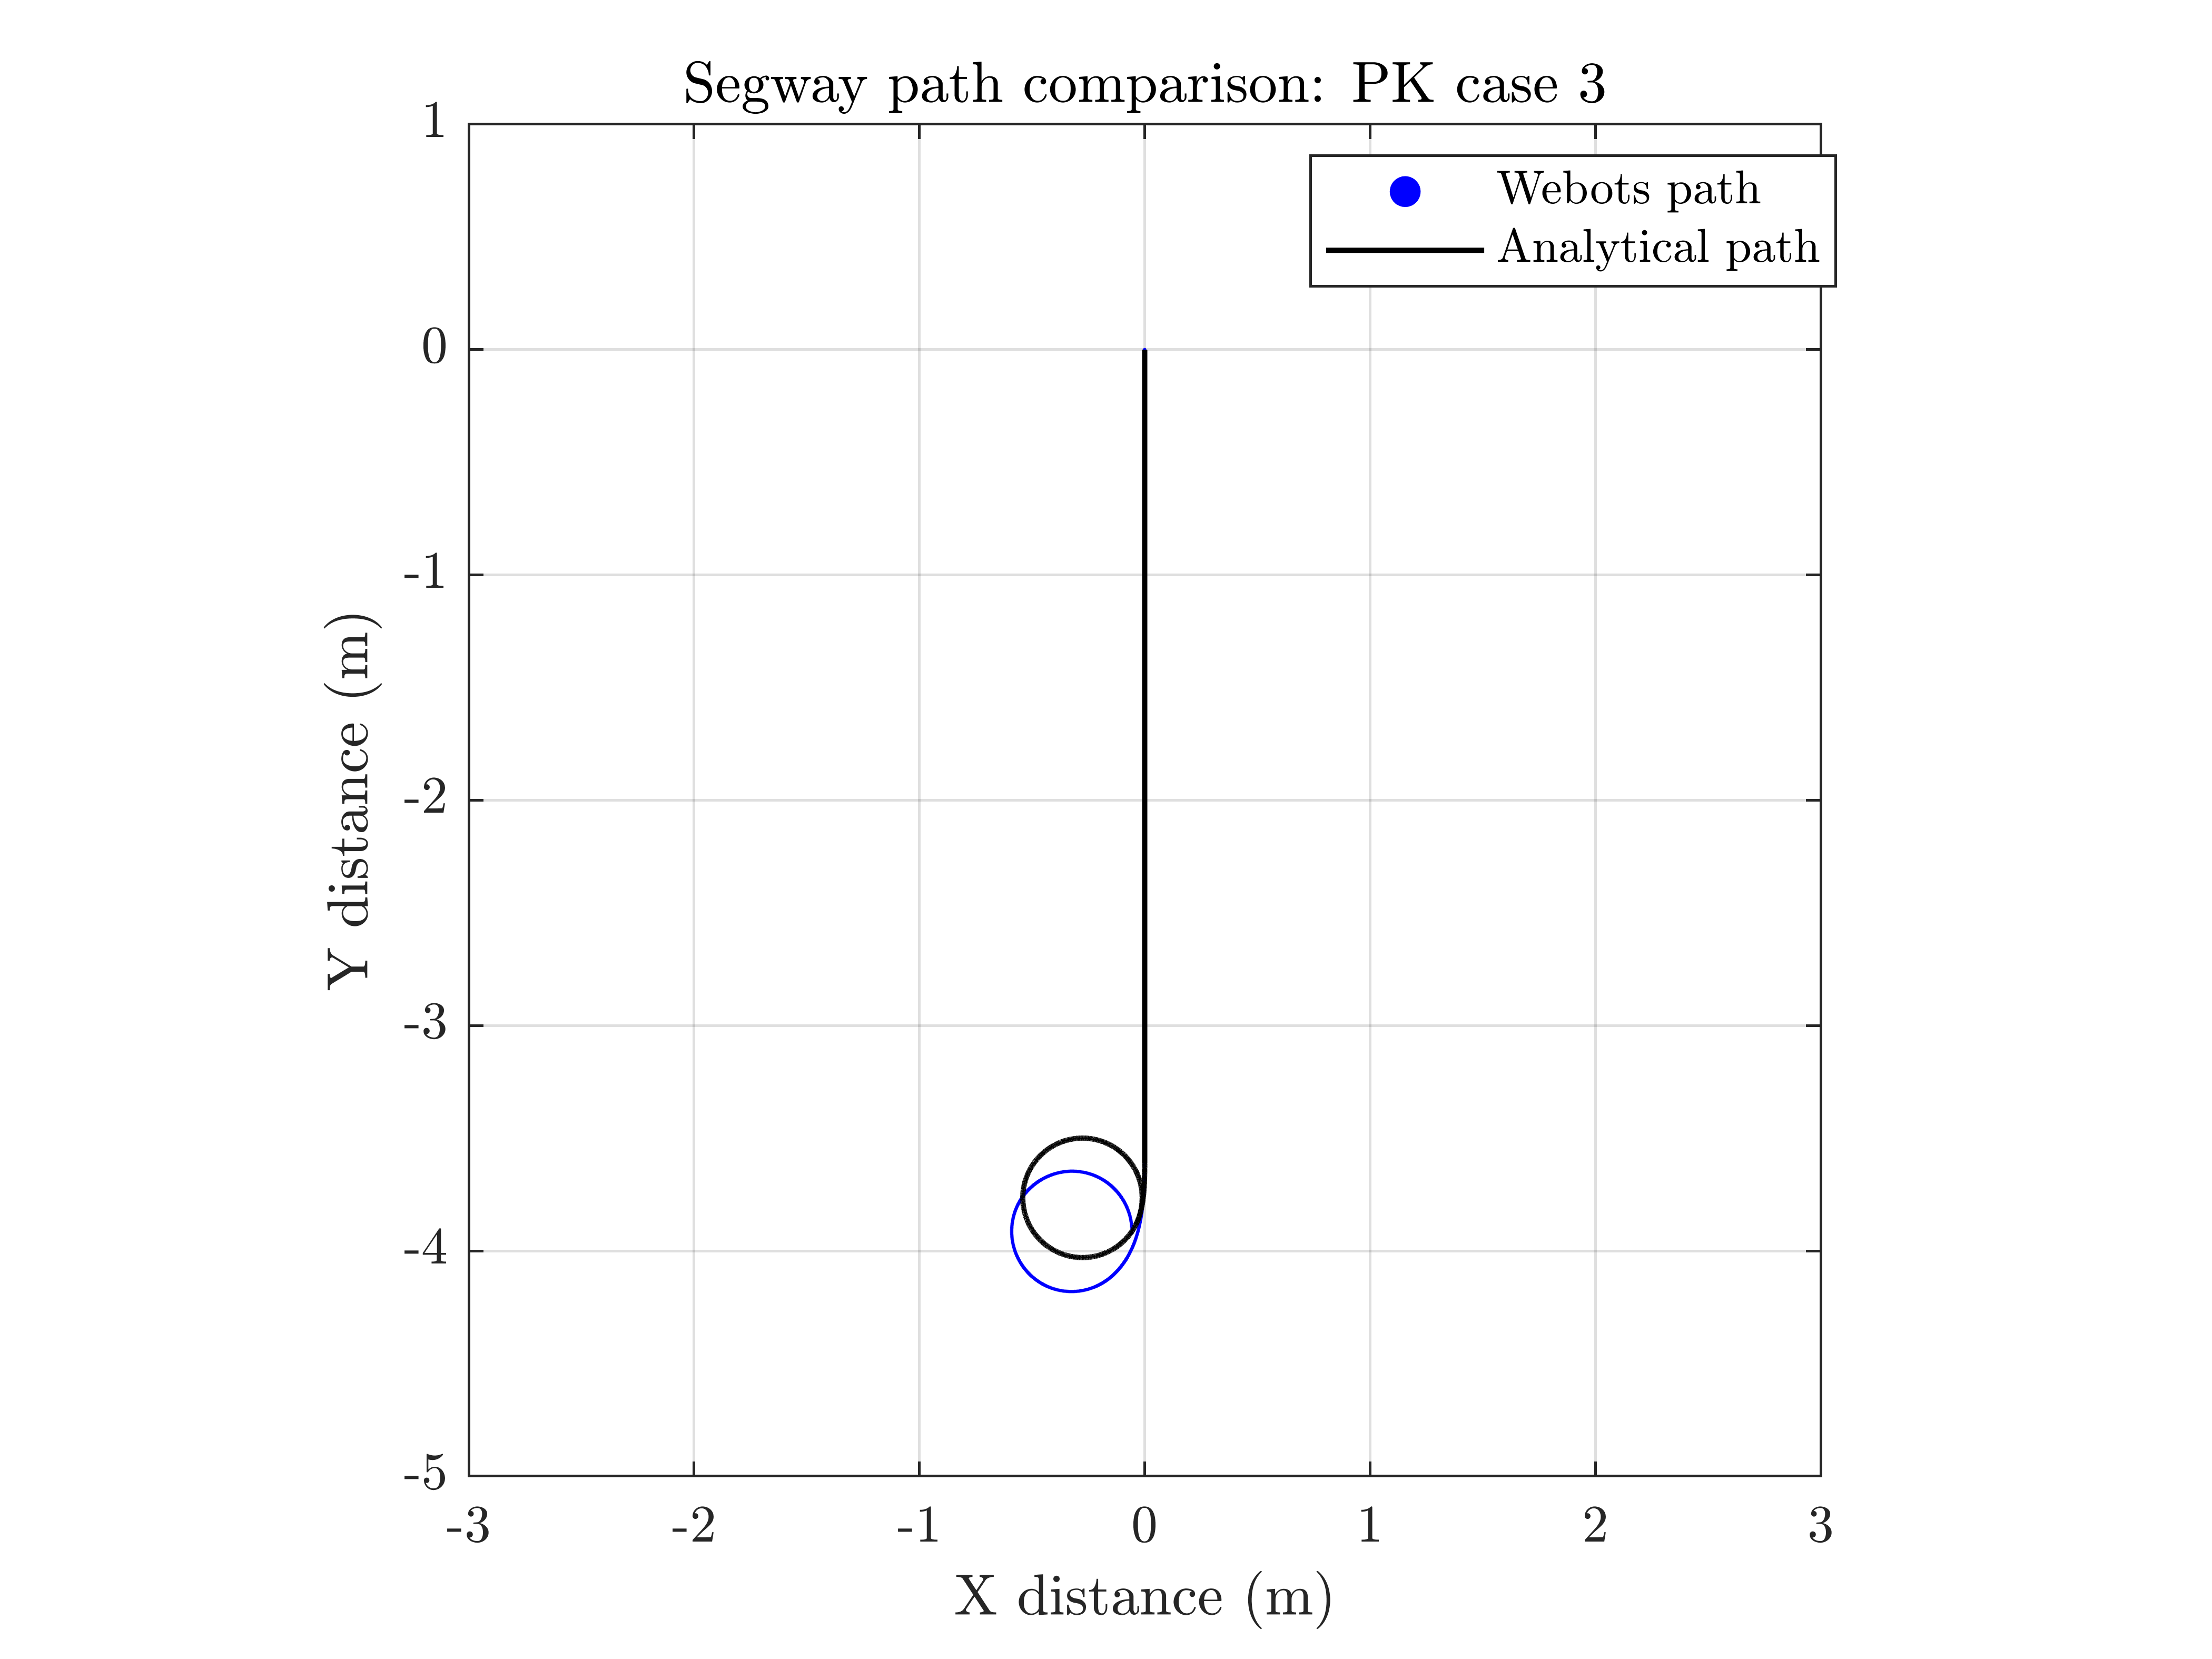 Segway path comparison: PK case 3
Webots path
Analytical path
1
0
-1
-2
-3
-4
-5
Y distance (m)
-3 -2 -1 0 1 2 3
X distance (m)